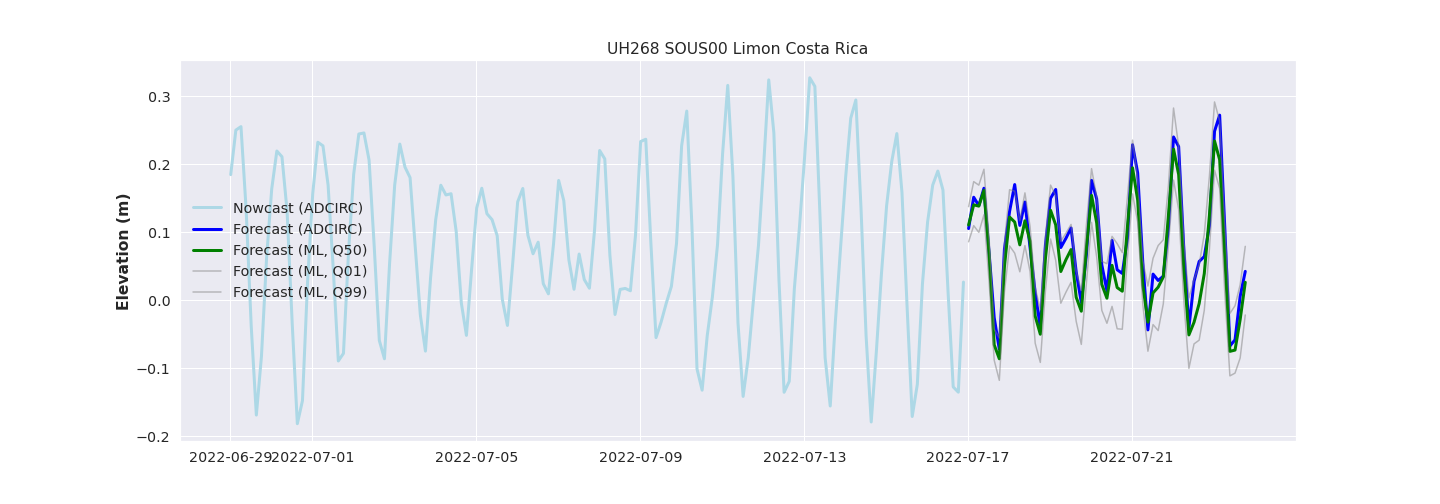 UH268 SOUS00 Limon Costa Rica
Elevation (m)
0.3
0.2
0.1
0.0
−0.1
−0.2
Nowcast (ADCIRC)
Forecast (ADCIRC)
Forecast (ML, Q50)
Forecast (ML, Q01)
Forecast (ML, Q99)
2022-06-29 2022-07-01 2022-07-05 2022-07-09 2022-07-13 2022-07-17 2022-07-21